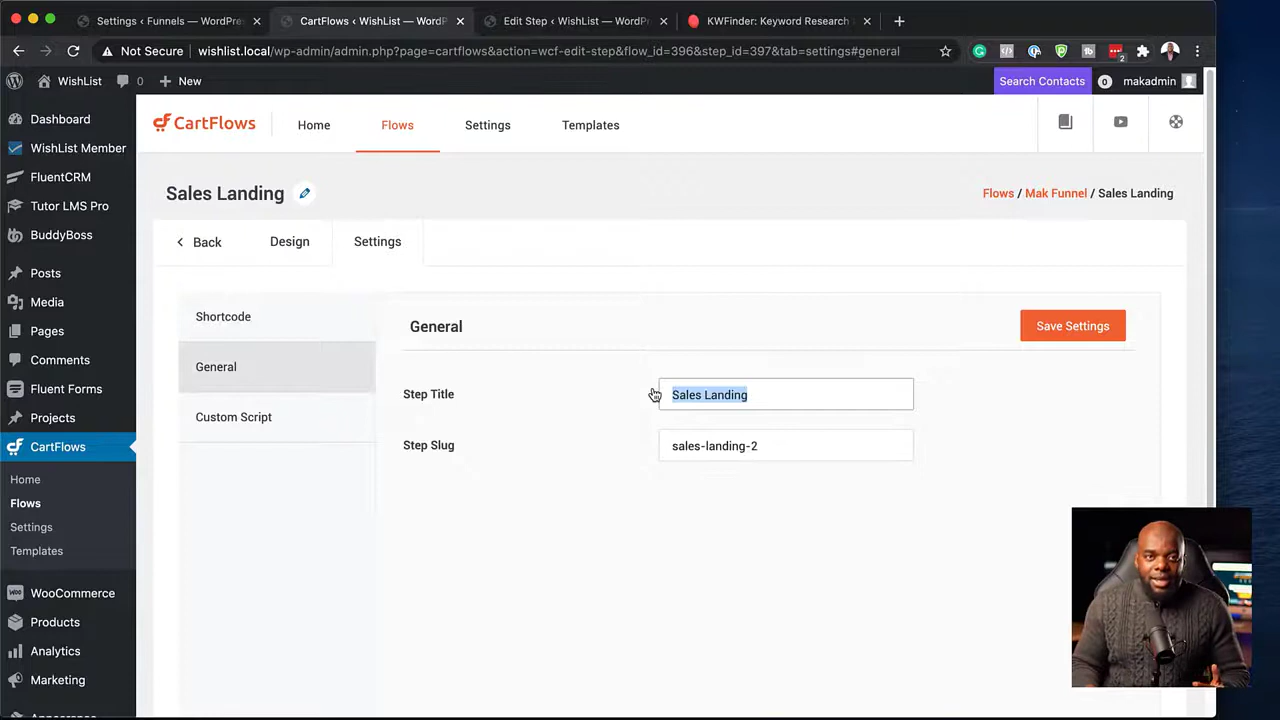 Settings ‹ Funnels — WordPre
CartFlows ‹ WishList — WordP
Edit Step ‹ WishList — WordPr
KWFinder: Keyword Research
Not Secure
wishlist.local/wp-admin/admin.php?page=cartflows&action=wcf-edit-step&flow_id=396&step_id=397&tab=settings#general
WishList
0
New
Search Contacts
0
makadmin
Dashboard
WishList Member
FluentCRM
Tutor LMS Pro
BuddyBoss
Posts
Media
Pages
Comments
Fluent Forms
Projects
CartFlows
Home
Flows
Settings
Templates
WooCommerce
Products
Analytics
Marketing
CartFlows
Home
Flows
Settings
Templates
Sales Landing
Flows / Mak Funnel / Sales Landing
Back
Design
Settings
Shortcode
General
Custom Script
General
Save Settings
Step Title
Sales Landing
Step Slug
sales-landing-2